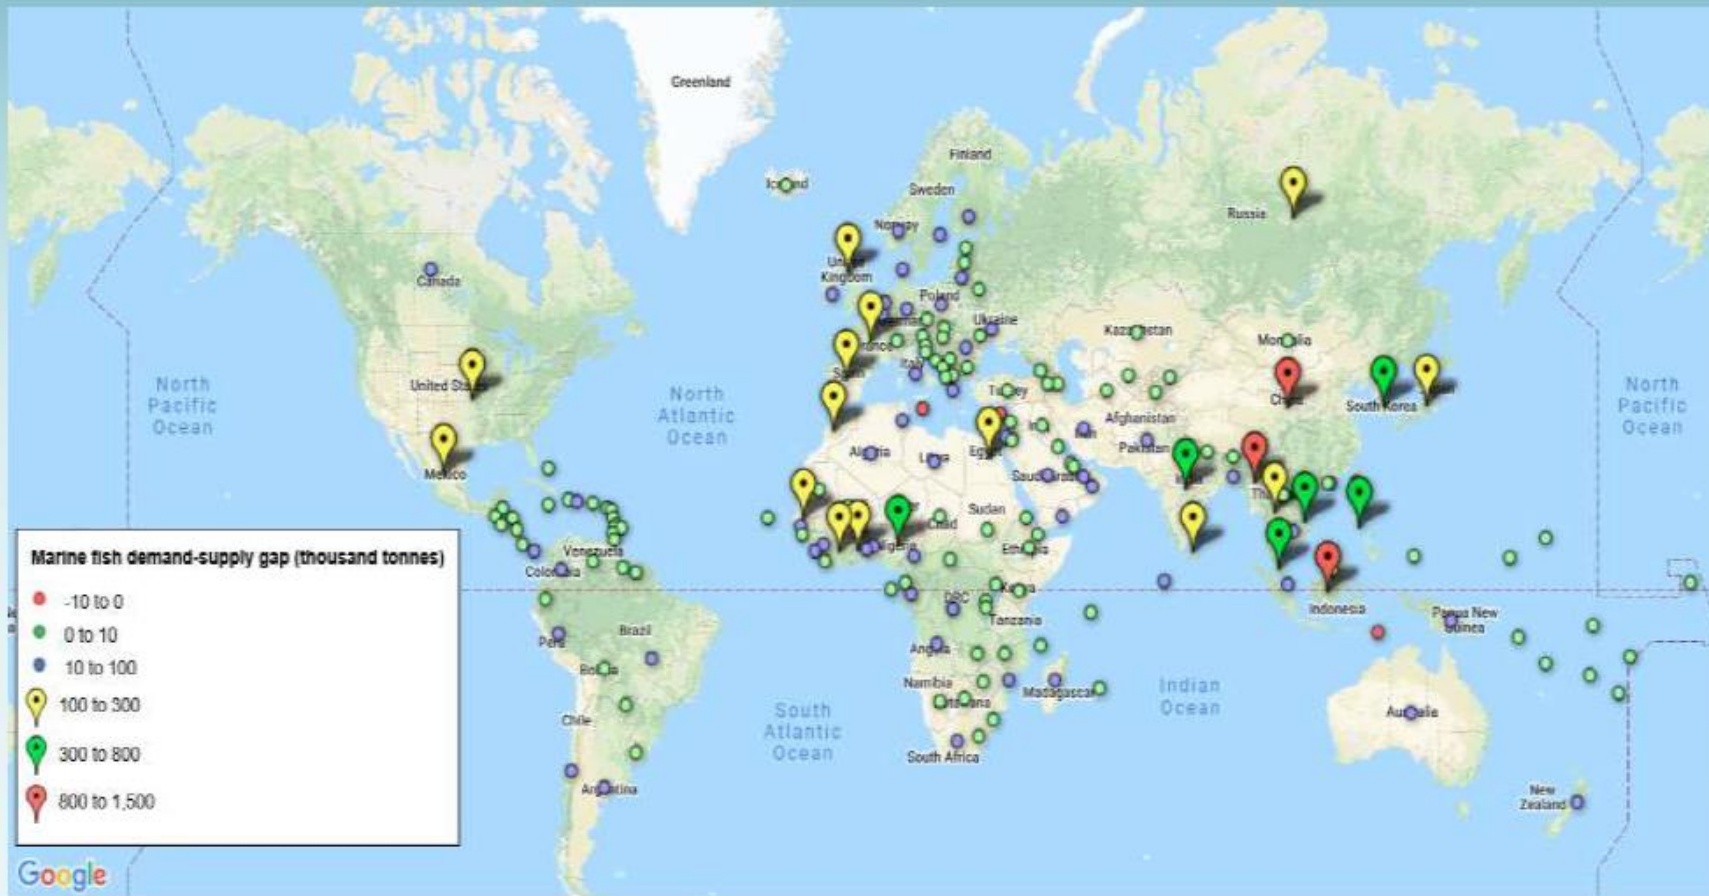 Greenland
Finland
Iceland
Sweden
Russia
Norway
United
Kingdom
Canada
Poland
German
Ukraine
Kazakhstan
Mongolia
France
Italy
Spain
Turkey
United States
China
South Korea
North
Pacific
Ocean
North
Atlantic
Ocean
North
Pacific
Ocean
Afghanistan
Iraq
Iran
Pakistan
Algeria
Libya
Egypt
Saudi Arabia
India
Mexico
Sudan
Chad
Nigeria
Ethiopia
Venezuela
Colombia
Kenya
DRC
Tanzania
Indonesia
Papua New
Guinea
Peru
Brazil
Angola
Bolivia
Namibia
Botswana
Madagascar
Indian
Ocean
South
Atlantic
Ocean
Chile
Australia
South Africa
Argentina
New
Zealand
Marine fish demand-supply gap (thousand tonnes)
-10 to 0
0 to 10
10 to 100
100 to 300
300 to 800
800 to 1,500
Google